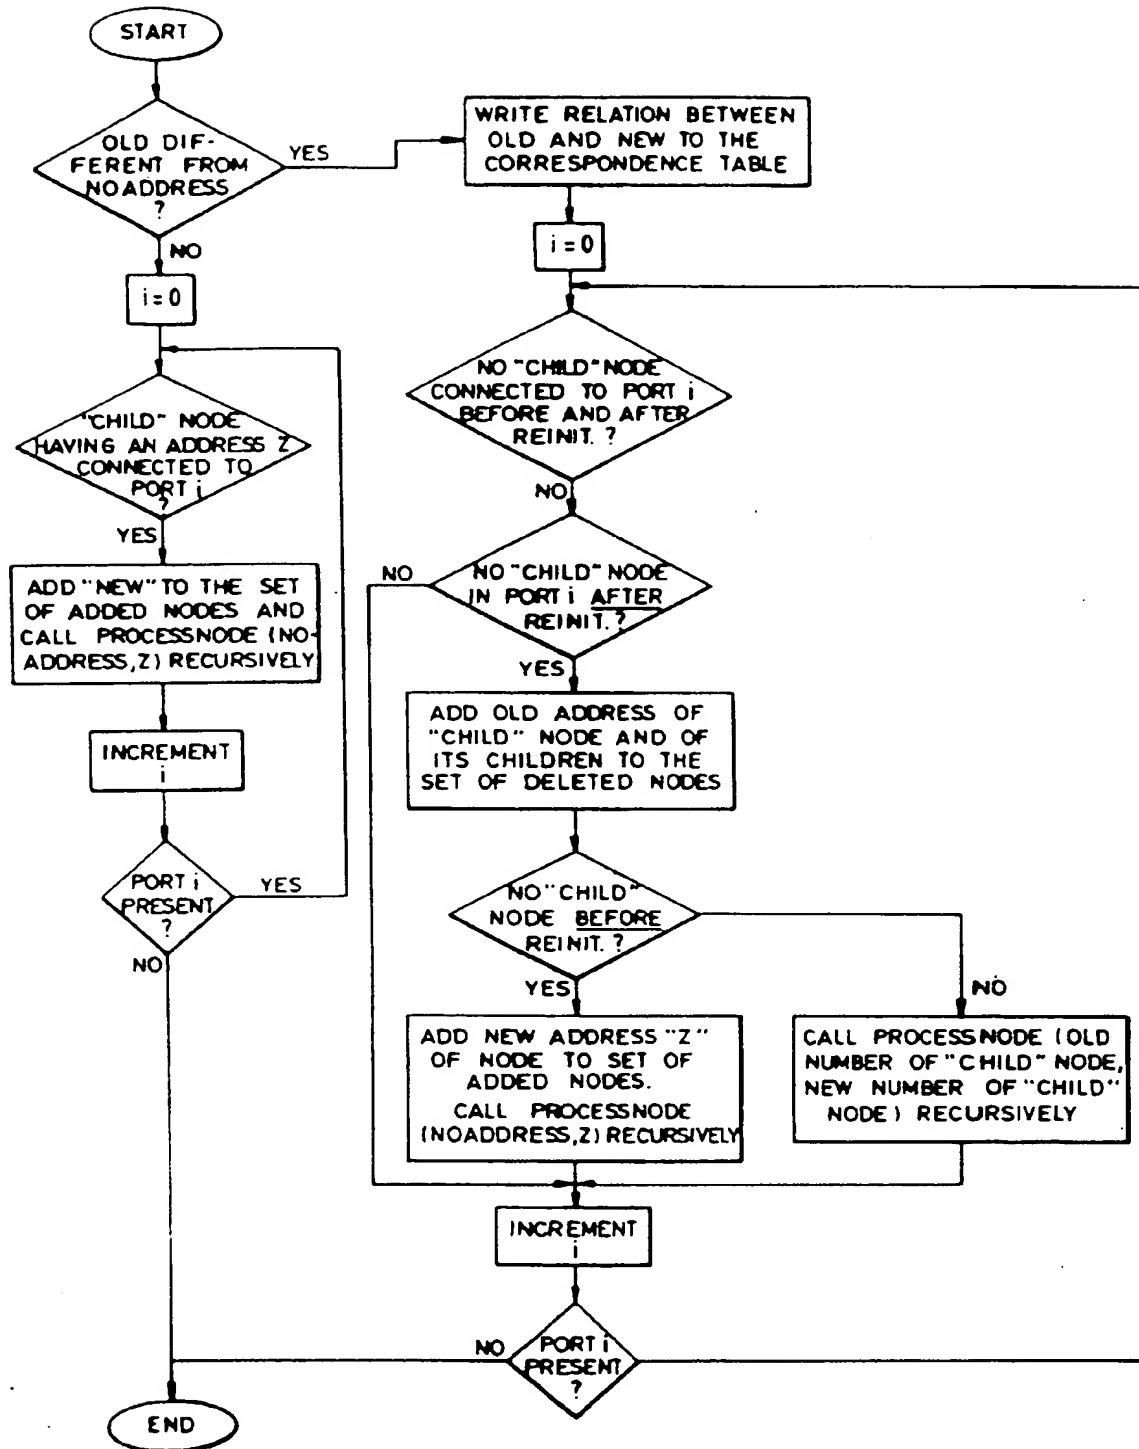 START
OLD DIF-
FERENT FROM
NOADDRESS
?
YES
NO
i=0
"CHILD" NODE
HAVING AN ADDRESS Z
CONNECTED TO
PORT i
?
YES
ADD "NEW" TO THE SET
OF ADDED NODES AND
CALL PROCESSNODE (NO-
ADDRESS,Z) RECURSIVELY
INCREMENT
i
PORT i
PRESENT
?
YES
NO
END
WRITE RELATION BETWEEN
OLD AND NEW TO THE
CORRESPONDENCE TABLE
i=0
NO "CHILD" NODE
CONNECTED TO PORT i
BEFORE AND AFTER
REINIT. ?
NO
NO "CHILD" NODE
IN PORT i AFTER
REINIT. ?
NO
YES
ADD OLD ADDRESS OF
"CHILD" NODE AND OF
ITS CHILDREN TO THE
SET OF DELETED NODES
NO "CHILD"
NODE BEFORE
REINIT. ?
YES
NO
ADD NEW ADDRESS "Z"
OF NODE TO SET OF
ADDED NODES.
CALL PROCESSNODE
(NOADDRESS,Z) RECURSIVELY
CALL PROCESSNODE (OLD
NUMBER OF "CHILD" NODE,
NEW NUMBER OF "CHILD"
NODE) RECURSIVELY
INCREMENT
i
PORT i
PRESENT
?
NO